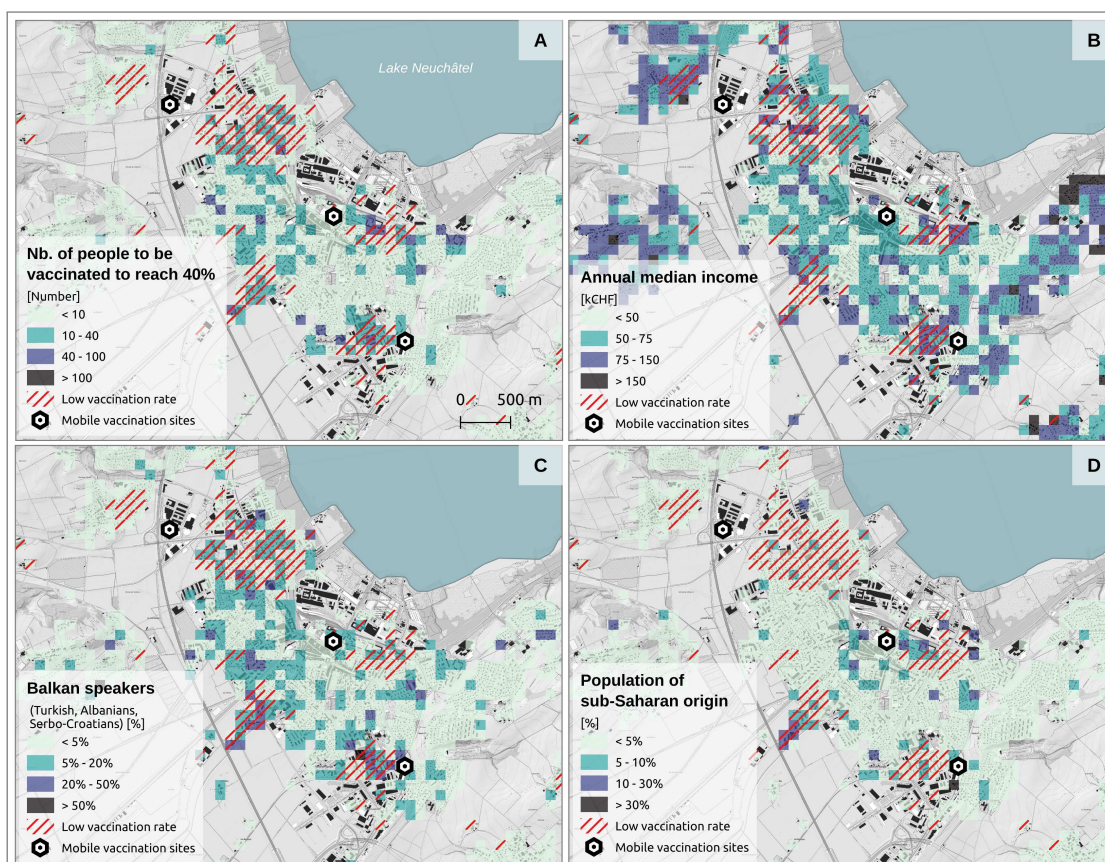 A
Lake Neuchâtel
Nb. of people to be
vaccinated to reach 40%
[Number]
< 10
10 - 40
40 - 100
> 100
Low vaccination rate
Mobile vaccination sites
0 500 m
B
Annual median income
[kCHF]
< 50
50 - 75
75 - 150
> 150
Low vaccination rate
Mobile vaccination sites
C
Balkan speakers
(Turkish, Albanians,
Serbo-Croatians) [%]
< 5%
5% - 20%
20% - 50%
> 50%
Low vaccination rate
Mobile vaccination sites
D
Population of
sub-Saharan origin
[%]
< 5%
5 - 10%
10 - 30%
> 30%
Low vaccination rate
Mobile vaccination sites